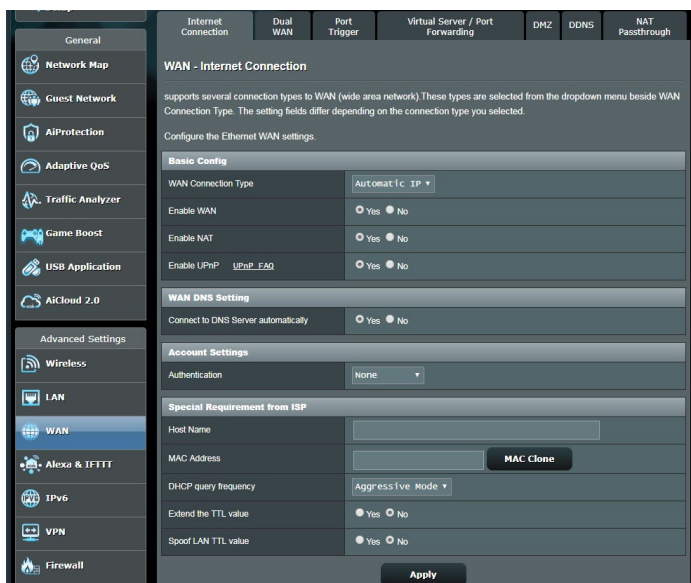 General
Network Map
Guest Network
AiProtection
Adaptive QoS
Traffic Analyzer
Game Boost
USB Application
AiCloud 2.0
Advanced Settings
Wireless
LAN
WAN
Alexa & IFTTT
IPv6
VPN
Firewall
Internet Connection
Dual WAN
Port Trigger
Virtual Server / Port Forwarding
DMZ
DDNS
NAT Passthrough
WAN - Internet Connection
supports several connection types to WAN (wide area network).These types are selected from the dropdown menu beside WAN
Connection Type. The setting fields differ depending on the connection type you selected.
Configure the Ethernet WAN settings.
Basic Config
WAN Connection Type Automatic IP
Enable WAN Yes No
Enable NAT Yes No
Enable UPnP UPnP FAQ Yes No
WAN DNS Setting
Connect to DNS Server automatically Yes No
Account Settings
Authentication None
Special Requirement from ISP
Host Name
MAC Address MAC Clone
DHCP query frequency Aggressive Mode
Extend the TTL value Yes No
Spoof LAN TTL value Yes No
Apply